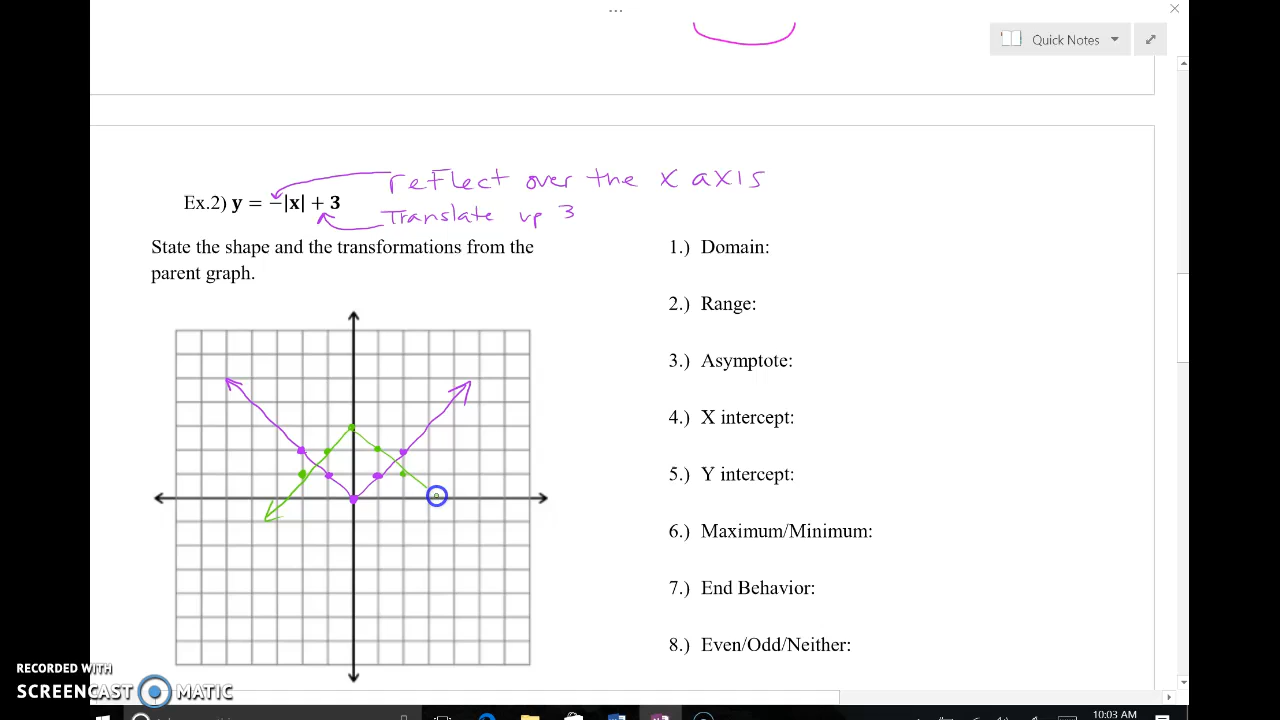 ...
Quick Notes
reflect over the x axis
Ex.2) y = −|x| + 3
Translate up 3
State the shape and the transformations from the
parent graph.
1.) Domain:
2.) Range:
3.) Asymptote:
4.) X intercept:
5.) Y intercept:
6.) Maximum/Minimum:
7.) End Behavior:
8.) Even/Odd/Neither:
RECORDED WITH
SCREENCAST MATIC
10:03 AM